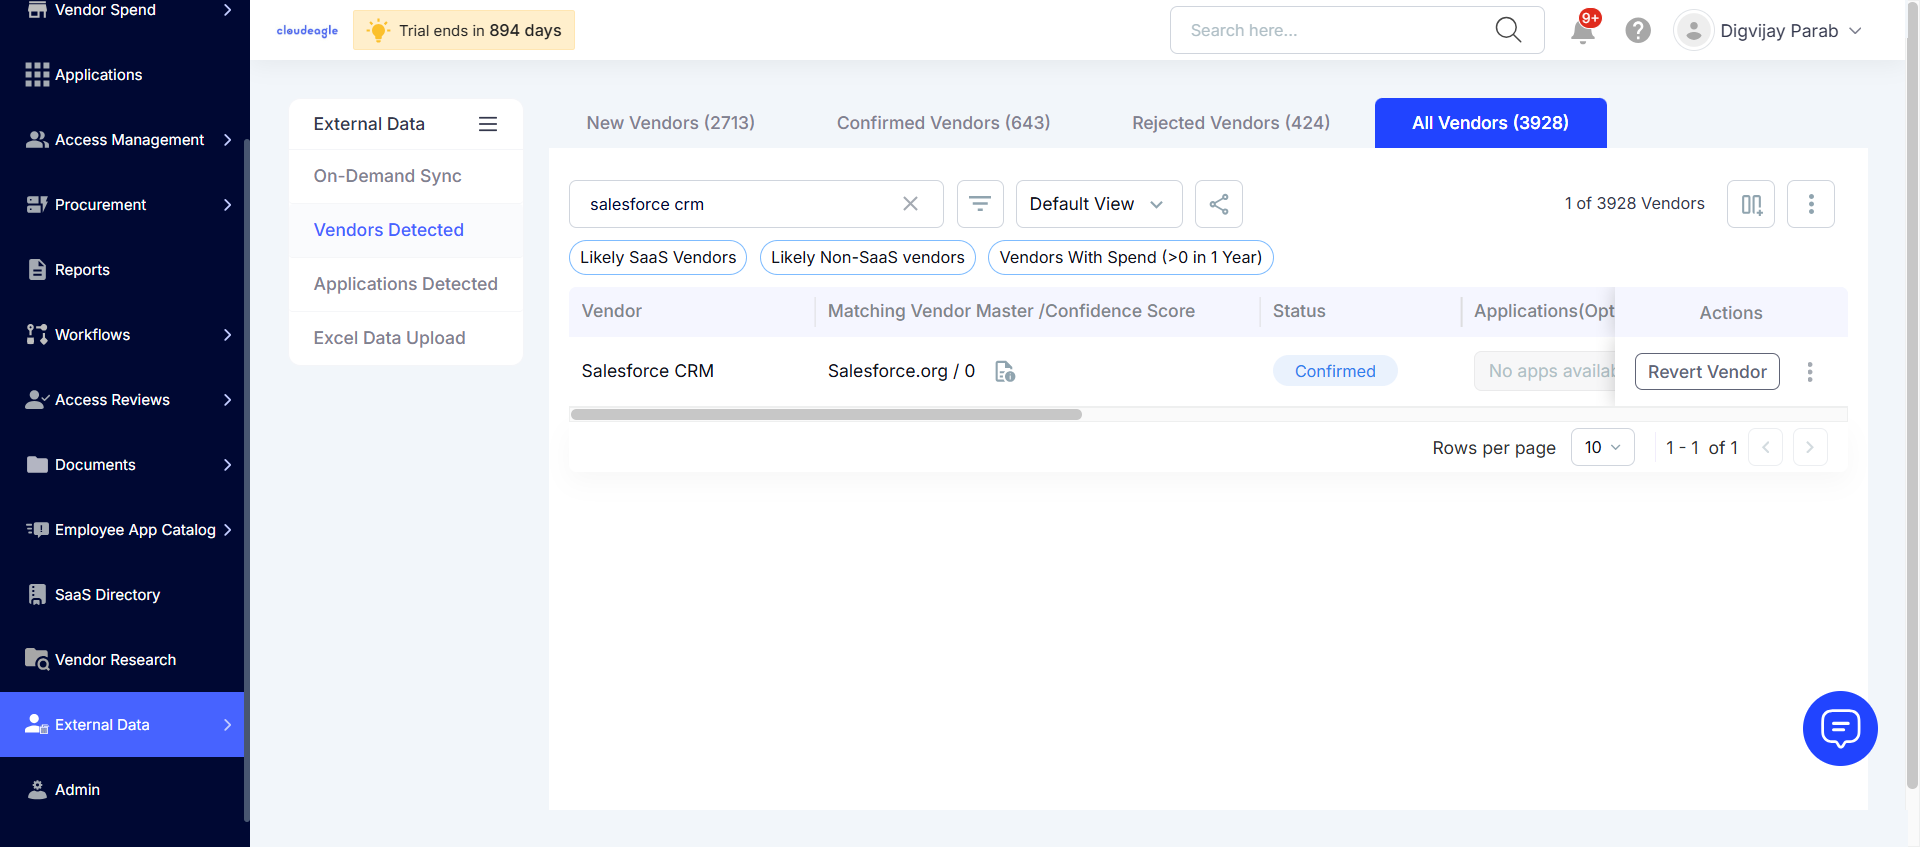 Vendor Spend
Applications
Access Management
Procurement
Reports
Workflows
Access Reviews
Documents
Employee App Catalog
SaaS Directory
Vendor Research
External Data
Admin
cloudeagle
Trial ends in 894 days
Search here...
9+
Digvijay Parab
External Data
On-Demand Sync
Vendors Detected
Applications Detected
Excel Data Upload
New Vendors (2713)
Confirmed Vendors (643)
Rejected Vendors (424)
All Vendors (3928)
salesforce crm
Default View
1 of 3928 Vendors
Likely SaaS Vendors
Likely Non-SaaS vendors
Vendors With Spend (>0 in 1 Year)
Vendor
Matching Vendor Master /Confidence Score
Status
Applications(Opt
Actions
Salesforce CRM
Salesforce.org / 0
Confirmed
No apps availab
Revert Vendor
Rows per page
10
1 - 1 of 1